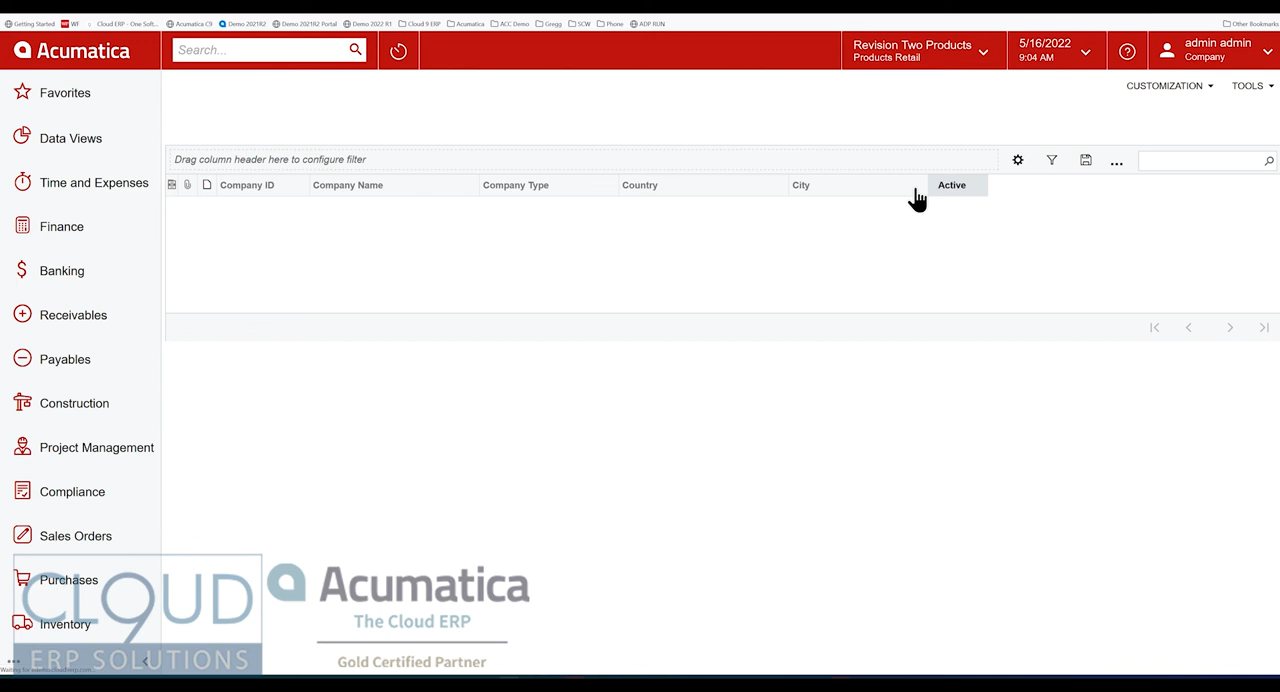 Getting Started WF Cloud ERP - One Soft... Acumatica C9 Demo 2021R2 Demo 2021R2 Portal Demo 2022 R1 Cloud 9 ERP Acumatica ACC Demo Gregg SCW Phone ADP RUN Other Bookmarks
Acumatica
Search...
Revision Two Products
Products Retail
5/16/2022
9:04 AM
admin admin
Company
CUSTOMIZATION
TOOLS
Favorites
Data Views
Time and Expenses
Finance
Banking
Receivables
Payables
Construction
Project Management
Compliance
Sales Orders
Purchases
Inventory
Drag column header here to configure filter
Company ID Company Name Company Type Country City Active
CLOUD
9
ERP SOLUTIONS
Acumatica
The Cloud ERP
Gold Certified Partner